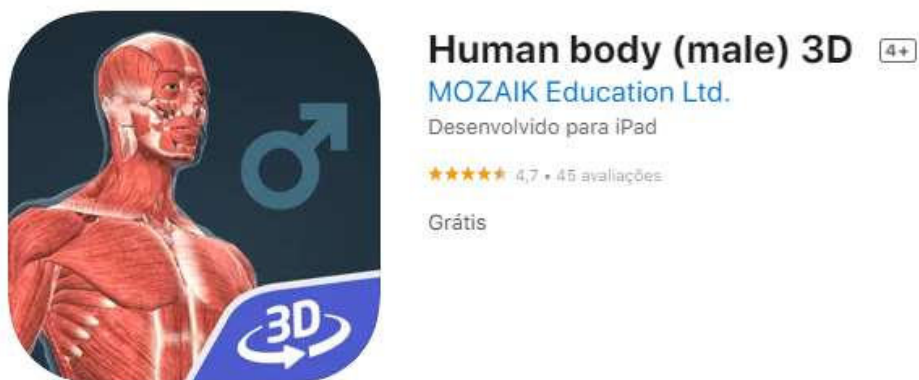 Human body (male) 3D 4+
MOZAIK Education Ltd.
Desenvolvido para iPad
4,7 • 45 avaliações
Grátis
3D